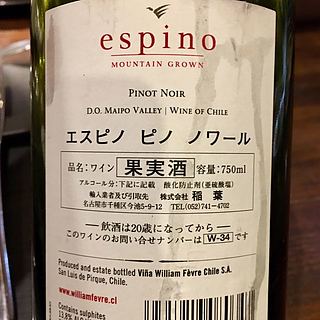 espino
MOUNTAIN GROWN
PINOT NOIR
D.O. MAIPO VALLEY | WINE OF CHILE
エスピノ ピノ ノワール
品名:ワイン 果実酒 容量:750ml
アルコール分:下記に記載 酸化防止剤(亜硫酸塩)
輸入業者及び引取先 株式会社 稲葉
名古屋市千種区今池5-9-12 TEL(052)741-4702
飲酒は20歳になってから
このワインのお問い合せナンバーは W-34 です
Produced and estate bottled Viña William Fèvre Chile S.A.
San Luis de Pirque, Chile.
www.williamfevre.cl
Contains sulphites
13,8%